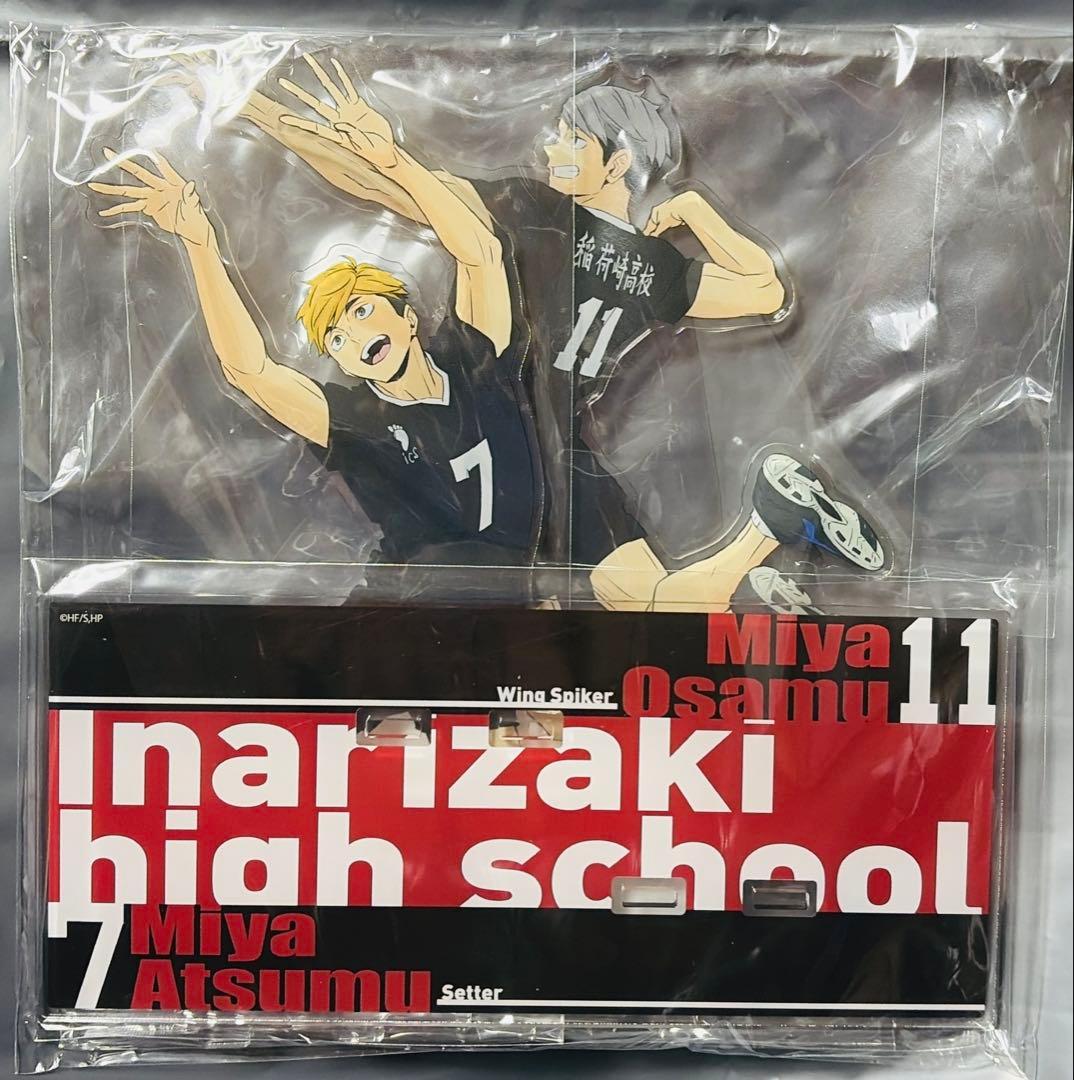 稲荷崎高校
11
ICS
7
©HF/S,HP
Miya
Osamu 11
Wing Spiker
Inarizaki
high school
7 Miya
Atsumu
Setter